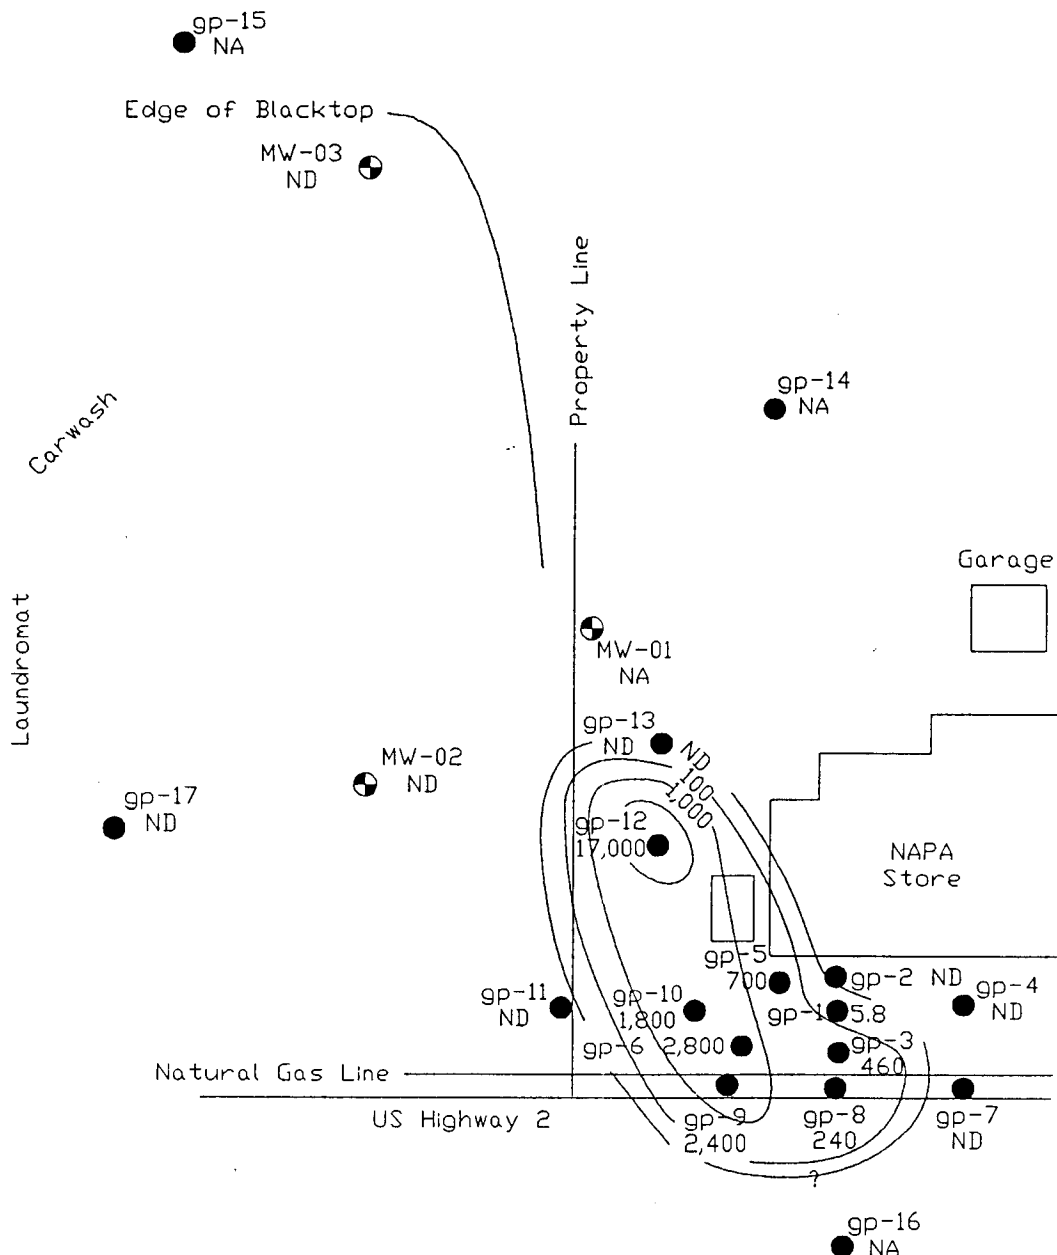 gp-15
NA
Edge of Blacktop
MW-03
ND
Property Line
gp-14
NA
Carwash
Garage
Laundromat
MW-01
NA
gp-13
ND
ND
100
1,000
MW-02
ND
gp-17
ND
gp-12
17,000
NAPA
Store
gp-5
700
gp-2 ND
gp-4
ND
gp-11
ND
gp-10
1,800
gp-1 5.8
gp-6 2,800
gp-3
460
Natural Gas Line
US Highway 2
gp-9
2,400
gp-8
240
gp-7
ND
?
gp-16
NA